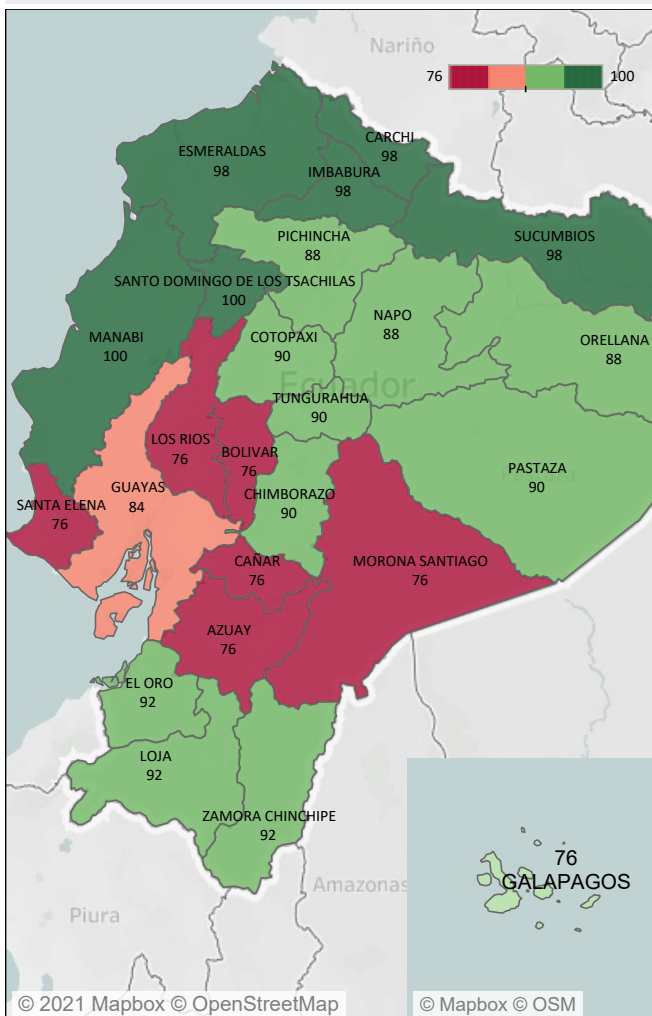 Nariño
76
100
CARCHI
98
ESMERALDAS
98
IMBABURA
98
PICHINCHA
88
SUCUMBIOS
98
SANTO DOMINGO DE LOS TSACHILAS
100
NAPO
88
MANABI
100
COTOPAXI
90
ORELLANA
88
Ecuador
TUNGURAHUA
90
LOS RIOS
76
BOLIVAR
76
PASTAZA
90
GUAYAS
84
CHIMBORAZO
90
SANTA ELENA
76
CAÑAR
76
MORONA SANTIAGO
76
AZUAY
76
EL ORO
92
LOJA
92
ZAMORA CHINCHIPE
92
76
GALAPAGOS
Amazonas
Piura
© 2021 Mapbox © OpenStreetMap
© Mapbox © OSM